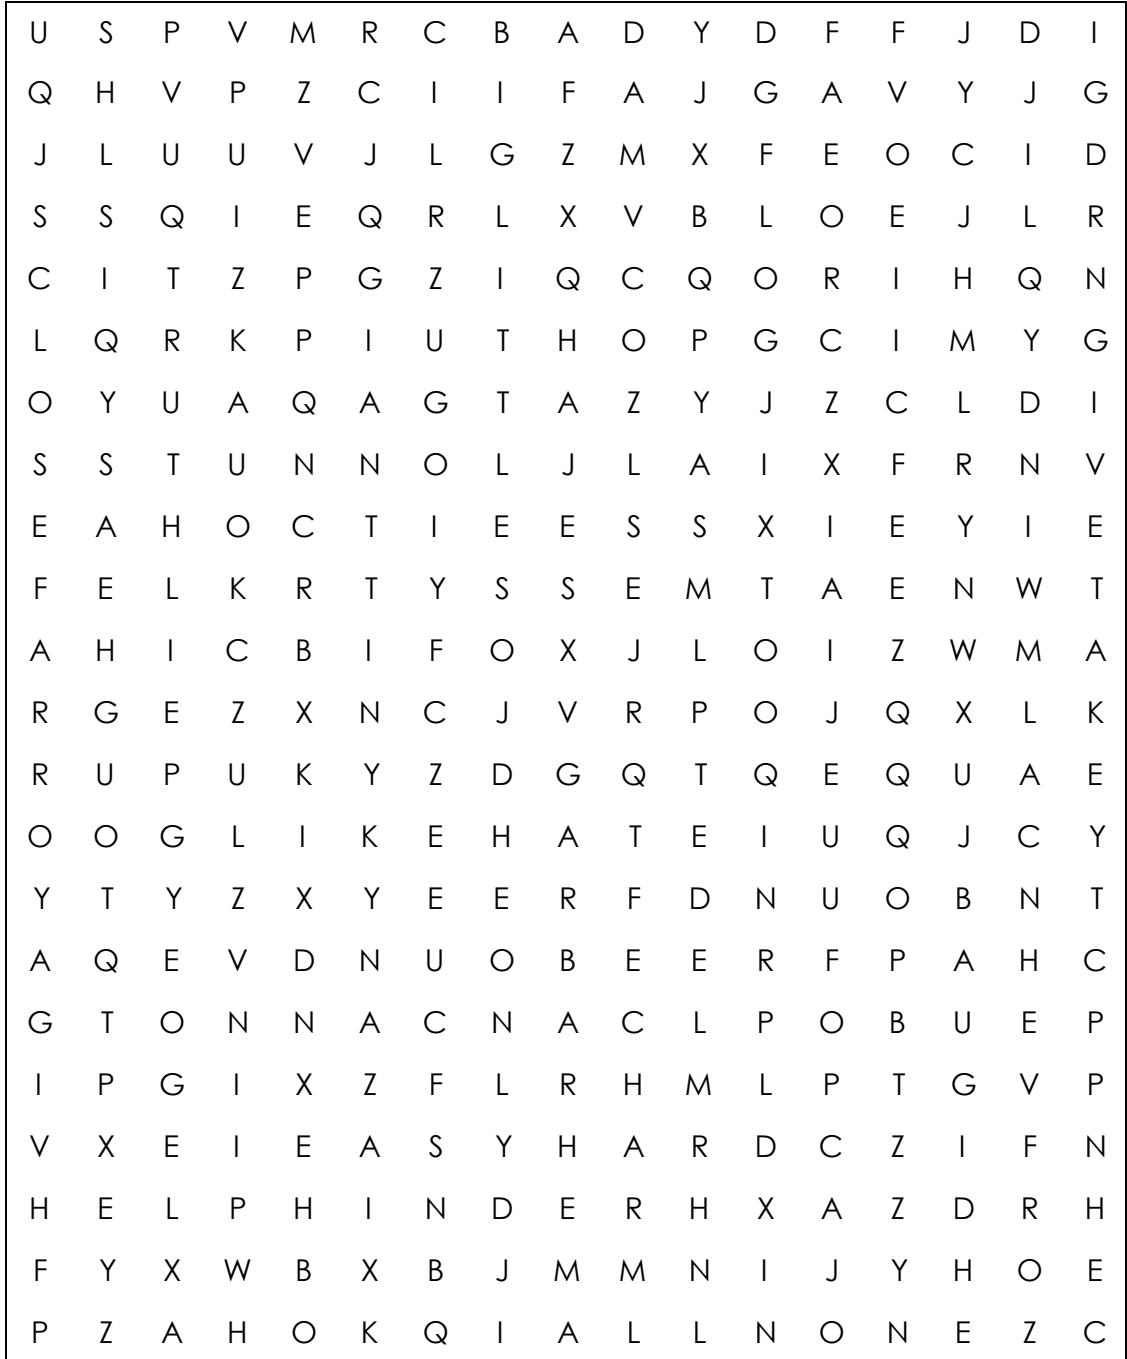 U S P V M R C B A D Y D F F J D I
Q H V P Z C I I F A J G A V Y J G
J L U U V J L G Z M X F E O C I D
S S Q I E Q R L X V B L O E J L R
C I T Z P G Z I Q C Q O R I H Q N
L Q R K P I U T H O P G C I M Y G
O Y U A Q A G T A Z Y J Z C L D I
S S T U N N O L J L A I X F R N V
E A H O C T I E E S S X I E Y I E
F E L K R T Y S S E M T A E N W T
A H I C B I F O X J L O I Z W M A
R G E Z X N C J V R P O J Q X L K
R U P U K Y Z D G Q T Q E Q U A E
O O G L I K E H A T E I U Q J C Y
Y T Y Z X Y E E R F D N U O B N T
A Q E V D N U O B E E R F P A H C
G T O N N A C N A C L P O B U E P
I P G I X Z F L R H M L P T G V P
V X E I E A S Y H A R D C Z I F N
H E L P H I N D E R H X A Z D R H
F Y X W B X B J M M N I J Y H O E
P Z A H O K Q I A L L N O N E Z C